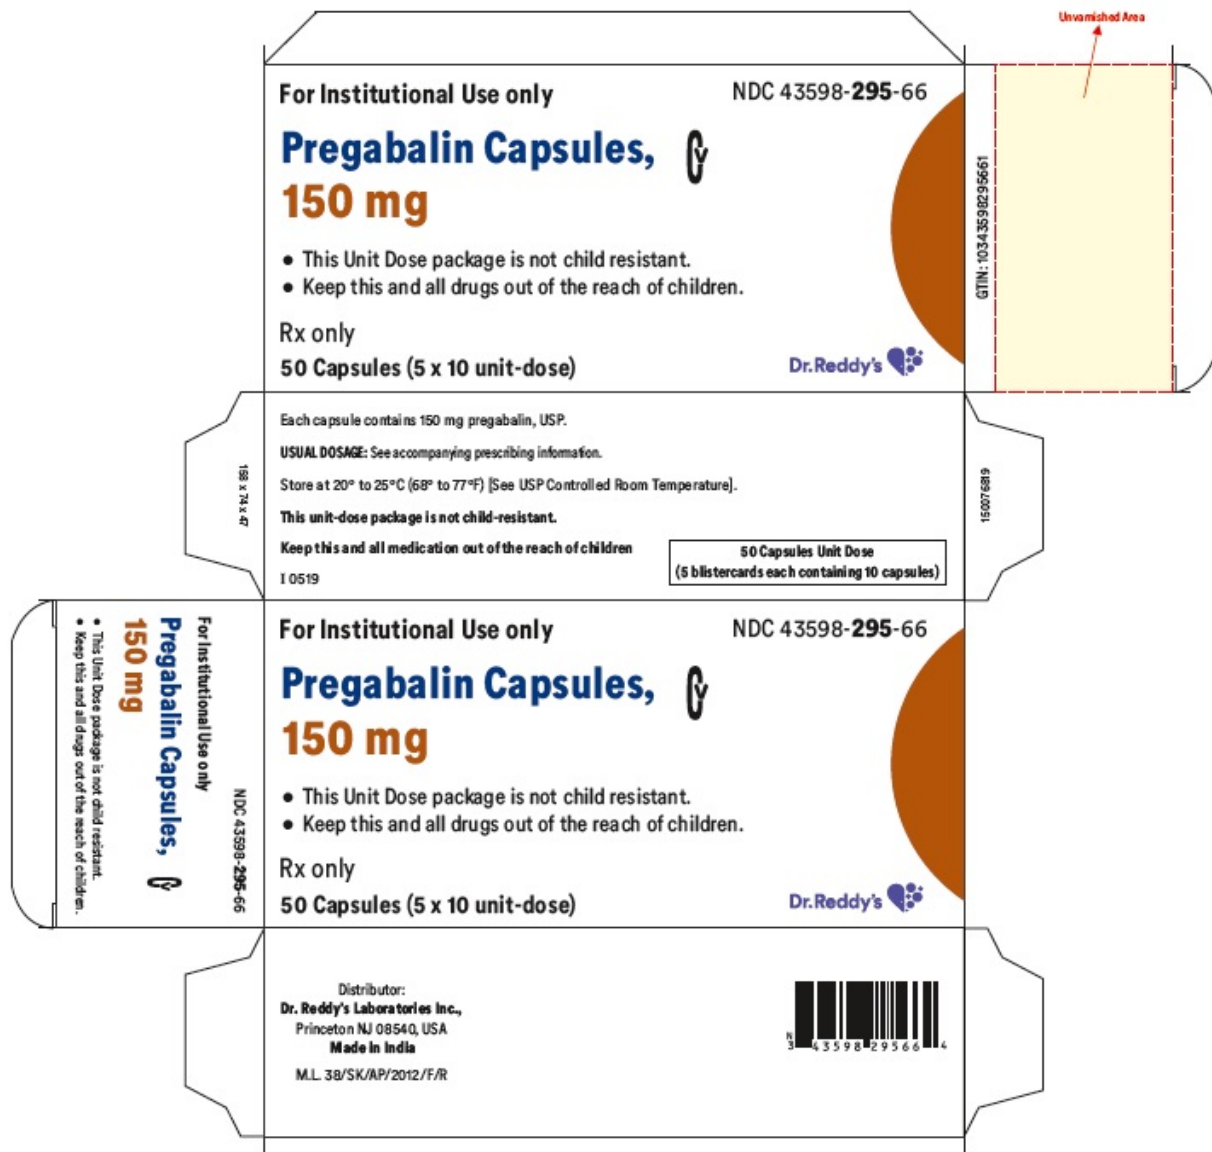 Unvarnished Area
For Institutional Use only
NDC 43598-295-66
Pregabalin Capsules, CV
150 mg
● This Unit Dose package is not child resistant.
● Keep this and all drugs out of the reach of children.
Rx only
50 Capsules (5 x 10 unit-dose)
Dr.Reddy's
GTIN: 10343598295661
Each capsule contains 150 mg pregabalin, USP.
USUAL DOSAGE: See accompanying prescribing information.
Store at 20° to 25°C (68° to 77°F) [See USP Controlled Room Temperature].
This unit-dose package is not child-resistant.
Keep this and all medication out of the reach of children
I 0519
50 Capsules Unit Dose
(5 blistercards each containing 10 capsules)
158 x 74 x 47
150076819
For Institutional Use only
NDC 43598-295-66
Pregabalin Capsules, CV
150 mg
● This Unit Dose package is not child resistant.
● Keep this and all drugs out of the reach of children.
For Institutional Use only
NDC 43598-295-66
Pregabalin Capsules, CV
150 mg
● This Unit Dose package is not child resistant.
● Keep this and all drugs out of the reach of children.
Rx only
50 Capsules (5 x 10 unit-dose)
Dr.Reddy's
Distributor:
Dr. Reddy's Laboratories Inc.,
Princeton NJ 08540, USA
Made in India
M.L. 38/SK/AP/2012/F/R
N
3 43598 29566 4